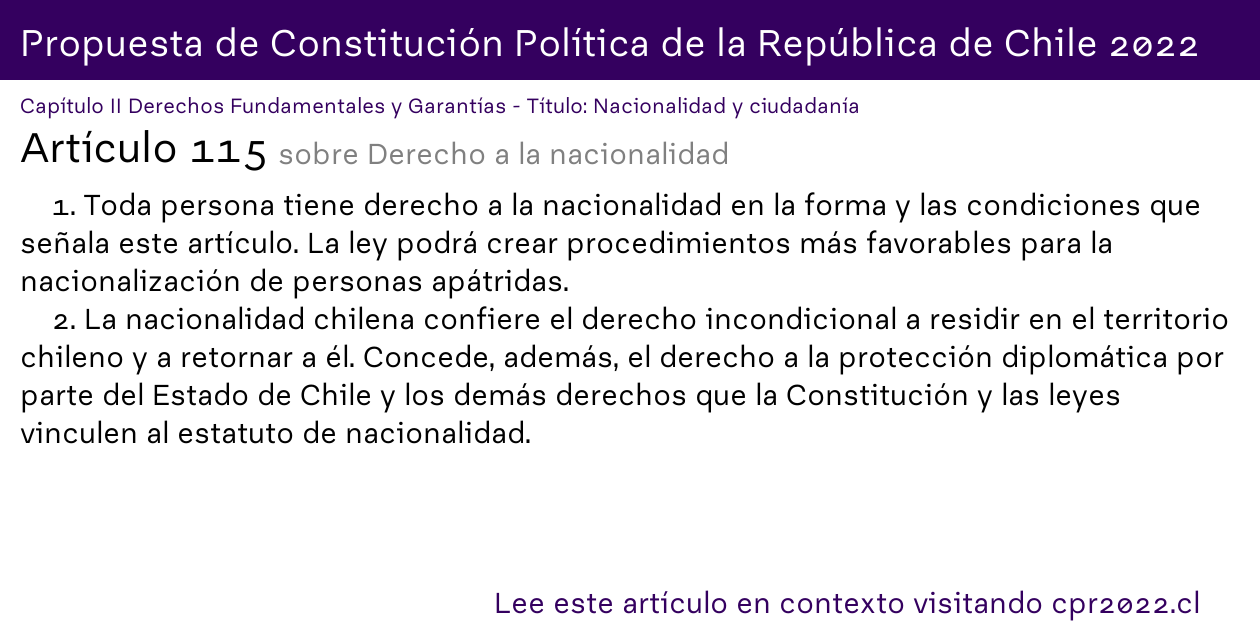 Propuesta de Constitución Política de la República de Chile 2022
Capítulo II Derechos Fundamentales y Garantías - Título: Nacionalidad y ciudadanía
Artículo 115 sobre Derecho a la nacionalidad
1. Toda persona tiene derecho a la nacionalidad en la forma y las condiciones que
señala este artículo. La ley podrá crear procedimientos más favorables para la
nacionalización de personas apátridas.
2. La nacionalidad chilena confiere el derecho incondicional a residir en el territorio
chileno y a retornar a él. Concede, además, el derecho a la protección diplomática por
parte del Estado de Chile y los demás derechos que la Constitución y las leyes
vinculen al estatuto de nacionalidad.
Lee este artículo en contexto visitando cpr2022.cl